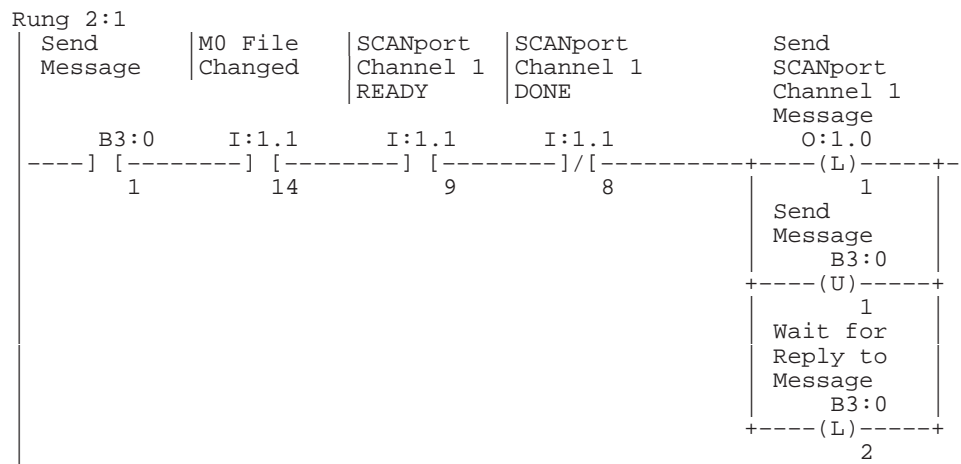 Rung 2:1
Send |M0 File |SCANport |SCANport Send
Message |Changed |Channel 1 |Channel 1 SCANport
|READY |DONE Channel 1
Message
B3:0 I:1.1 I:1.1 I:1.1 O:1.0
----] [--------] [--------] [--------]/[----------+----(L)-----+-
1 14 9 8 1
Send
Message
B3:0
+----(U)-----+
1
Wait for
Reply to
Message
B3:0
+----(L)-----+
2